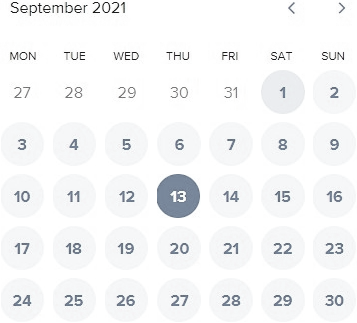 September 2021
MON TUE WED THU FRI SAT SUN
27 28 29 30 31 1 2
3 4 5 6 7 8 9
10 11 12 13 14 15 16
17 18 19 20 21 22 23
24 25 26 27 28 29 30